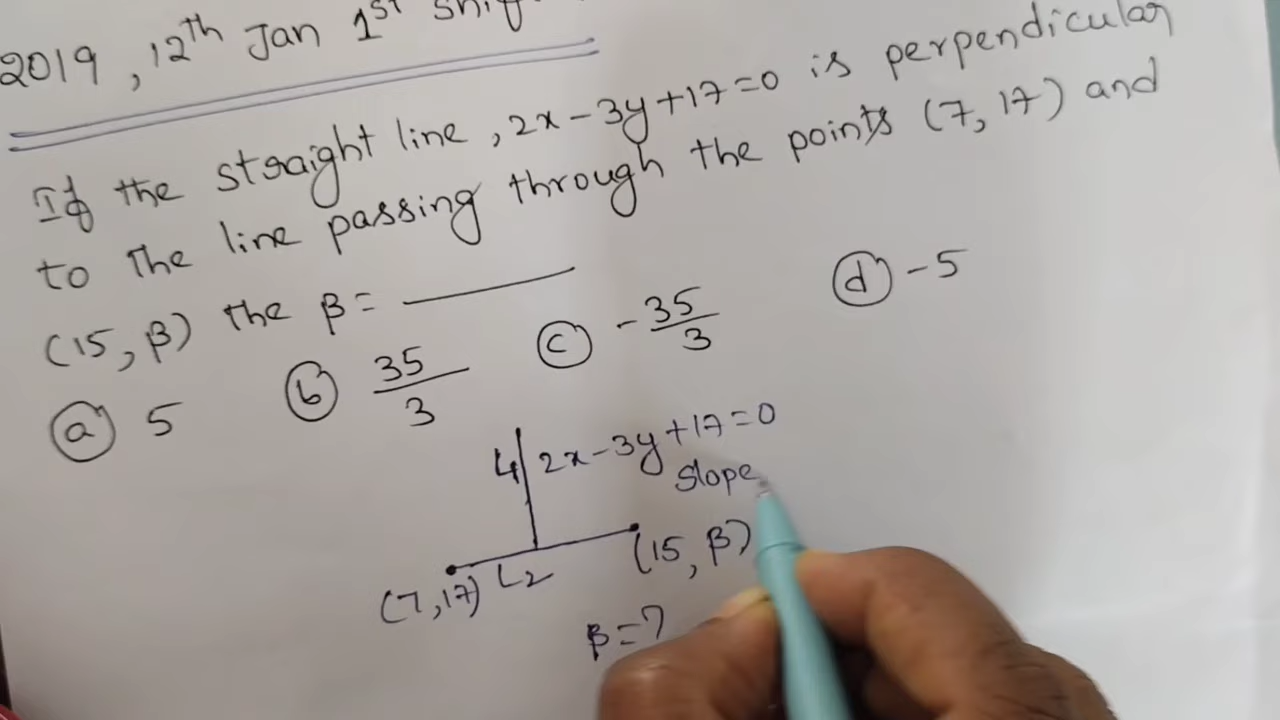 2019, 12th Jan 1st
If the straight line, 2x-3y+17=0 is perpendicular
to the line passing through the points (7, 17) and
(15, β) the β= ______
ⓐ 5 ⓑ 35/3 ⓒ -35/3 ⓓ -5
2x-3y+17=0
Slope
(15, β)
(7,17) L2
β=?